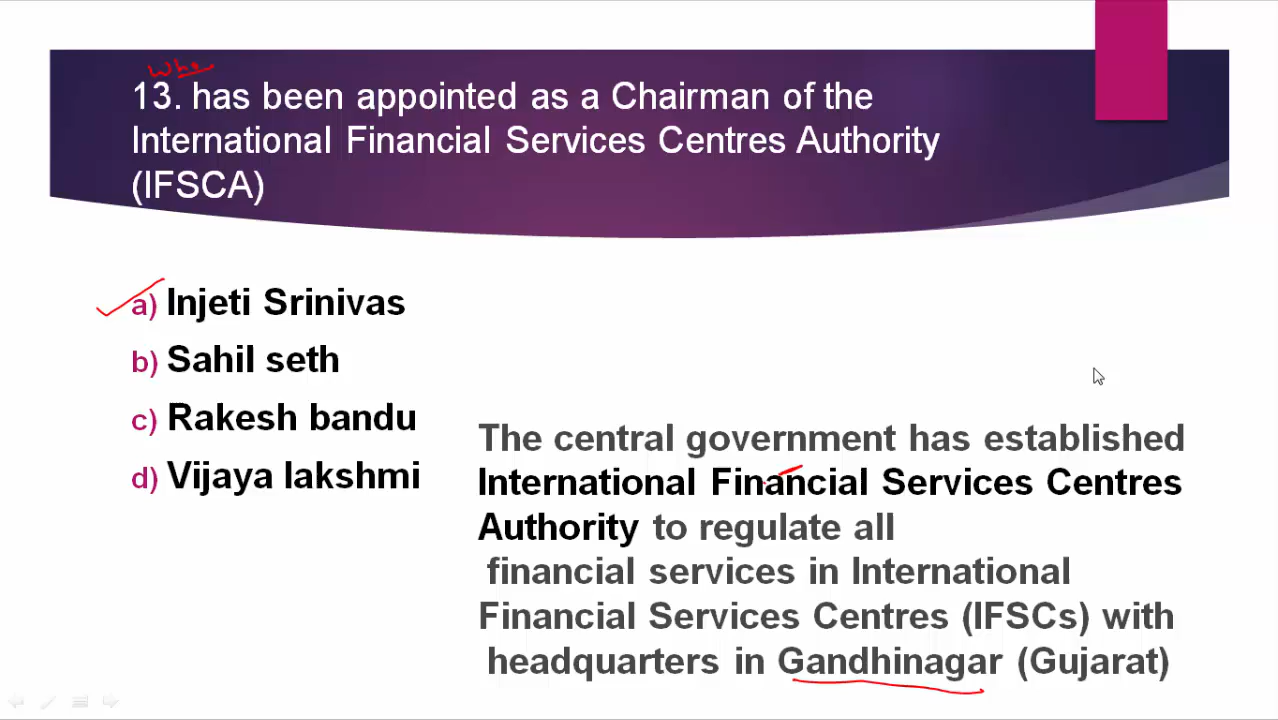 Who
13. has been appointed as a Chairman of the
International Financial Services Centres Authority
(IFSCA)
a) Injeti Srinivas
b) Sahil seth
c) Rakesh bandu
d) Vijaya lakshmi
The central government has established
International Financial Services Centres
Authority to regulate all
financial services in International
Financial Services Centres (IFSCs) with
headquarters in Gandhinagar (Gujarat)